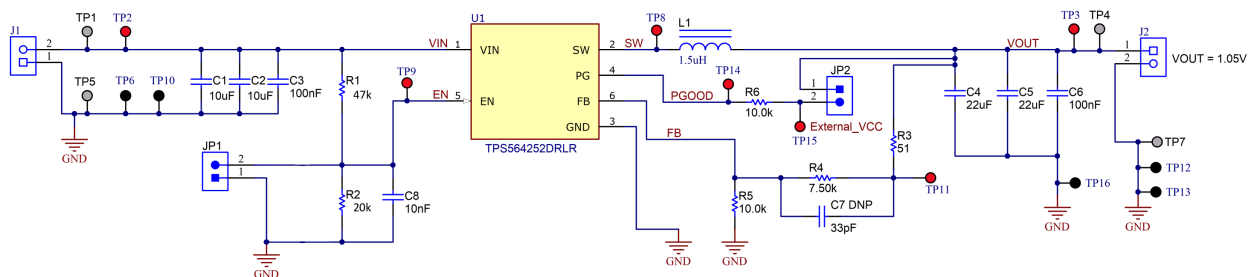 J1
2
1
TP1
TP2
TP5
TP6
TP10
GND
C1
10uF
C2
10uF
C3
100nF
R1
47k
VIN
1
TP9
EN
5
JP1
2
1
R2
20k
C8
10nF
GND
U1
VIN
EN
SW
PG
FB
GND
2
4
6
3
TPS564252DRLR
SW
TP8
L1
1.5uH
TP14
PGOOD
R6
10.0k
JP2
1
2
External_VCC
TP15
FB
GND
R5
10.0k
GND
R4
7.50k
C7 DNP
33pF
R3
51
TP11
VOUT
C4
22uF
C5
22uF
C6
100nF
TP3
TP4
TP16
GND
J2
1
2
VOUT = 1.05V
TP7
TP12
TP13
GND